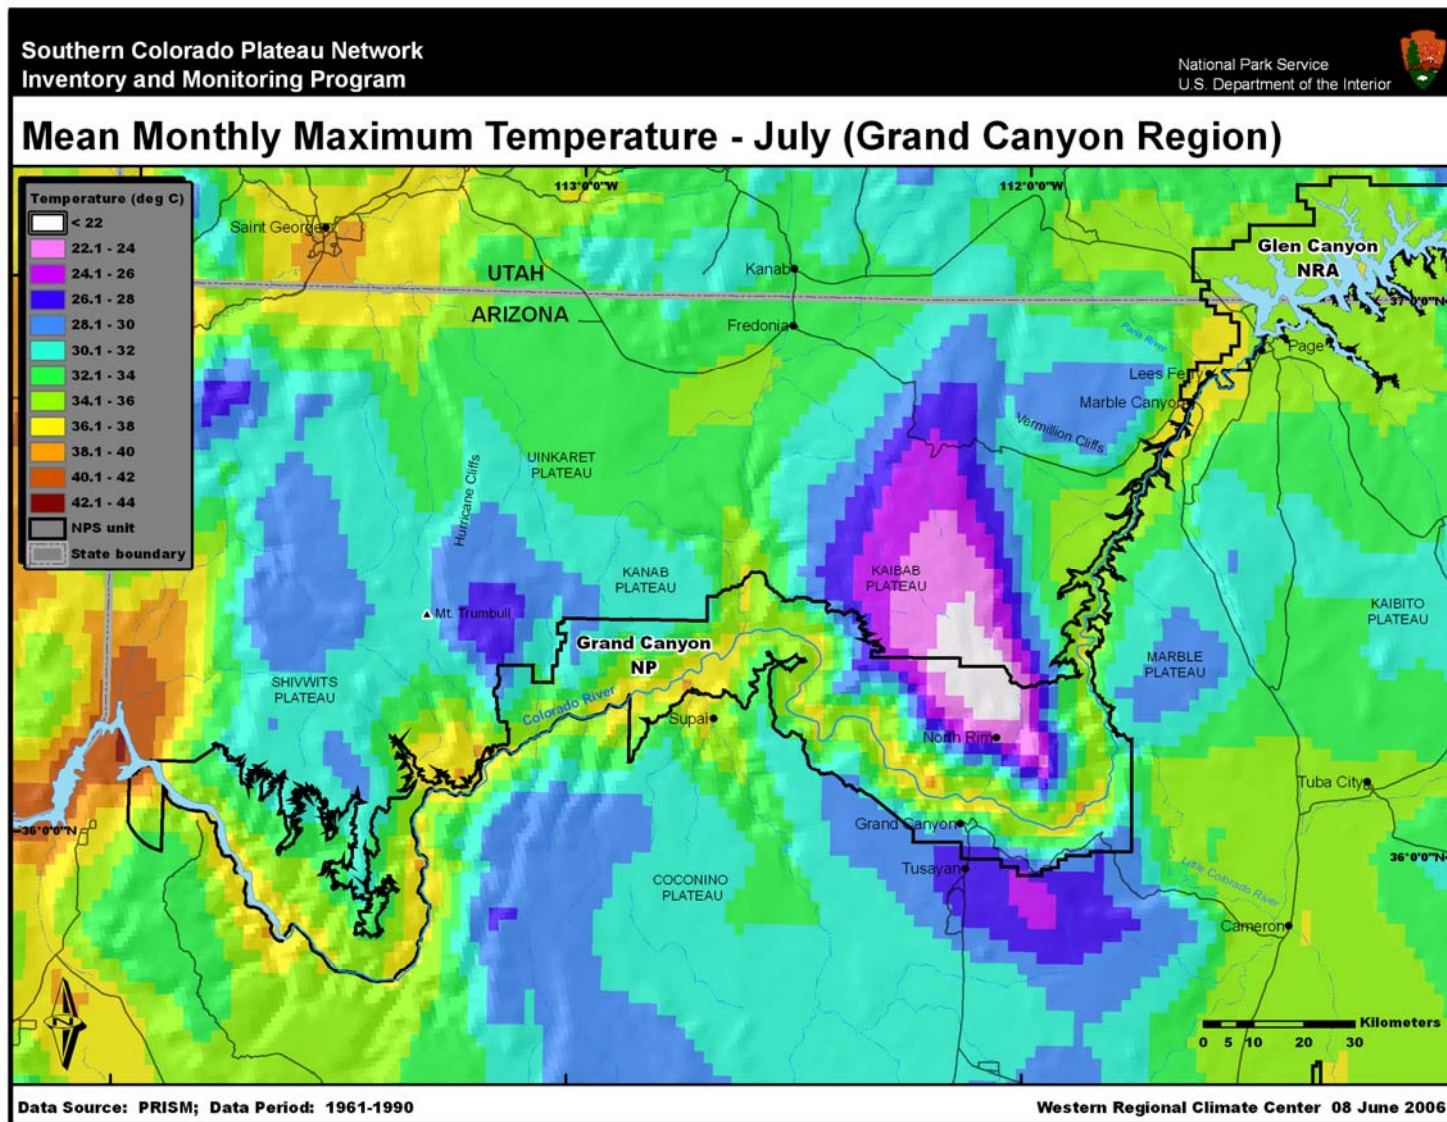 Southern Colorado Plateau Network
Inventory and Monitoring Program
National Park Service
U.S. Department of the Interior
Mean Monthly Maximum Temperature - July (Grand Canyon Region)
113°0'0"W
112°0'0"W
Temperature (deg C)
< 22
22.1 - 24
24.1 - 26
26.1 - 28
28.1 - 30
30.1 - 32
32.1 - 34
34.1 - 36
36.1 - 38
38.1 - 40
40.1 - 42
42.1 - 44
NPS unit
State boundary
Saint George
UTAH
ARIZONA
Kanab
Fredonia
Glen Canyon
NRA
37°0'0"N
Paria River
Page
Lees Ferry
Marble Canyon
Vermillion Cliffs
UINKARET
PLATEAU
Hurricane Cliffs
KANAB
PLATEAU
KAIBAB
PLATEAU
KAIBITO
PLATEAU
Mt. Trumbull
Grand Canyon
NP
MARBLE
PLATEAU
SHIVWITS
PLATEAU
Colorado River
Supai
North Rim
Tuba City
36°0'0"N
Grand Canyon
36°0'0"N
Tusayan
COCONINO
PLATEAU
Little Colorado River
Cameron
N
Kilometers
0 5 10 20 30
Data Source: PRISM; Data Period: 1961-1990
Western Regional Climate Center 08 June 2006